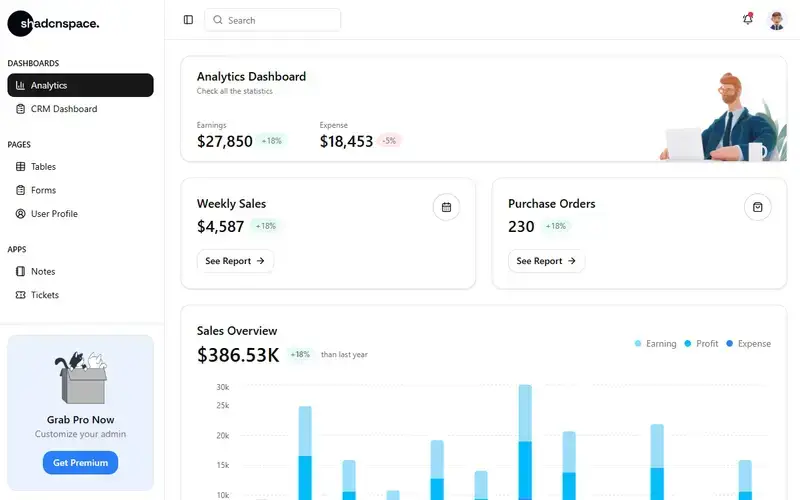 shadcnspace.
DASHBOARDS
Analytics
CRM Dashboard
PAGES
Tables
Forms
User Profile
APPS
Notes
Tickets
Grab Pro Now
Customize your admin
Get Premium
Search
Analytics Dashboard
Check all the statistics
Earnings
$27,850 +18%
Expense
$18,453 -5%
Weekly Sales
$4,587 +18%
See Report
Purchase Orders
230 +18%
See Report
Sales Overview
$386.53K +18% than last year
Earning Profit Expense
30k
25k
20k
15k
10k